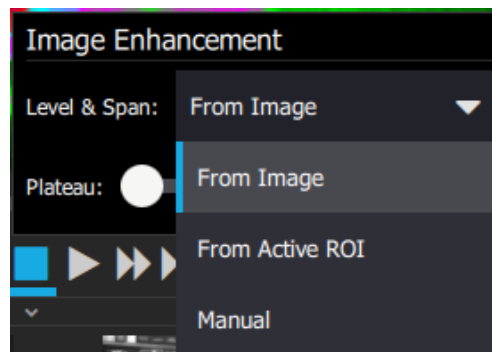 Image Enhancement
Level & Span: From Image
From Image
Plateau:
From Active ROI
Manual